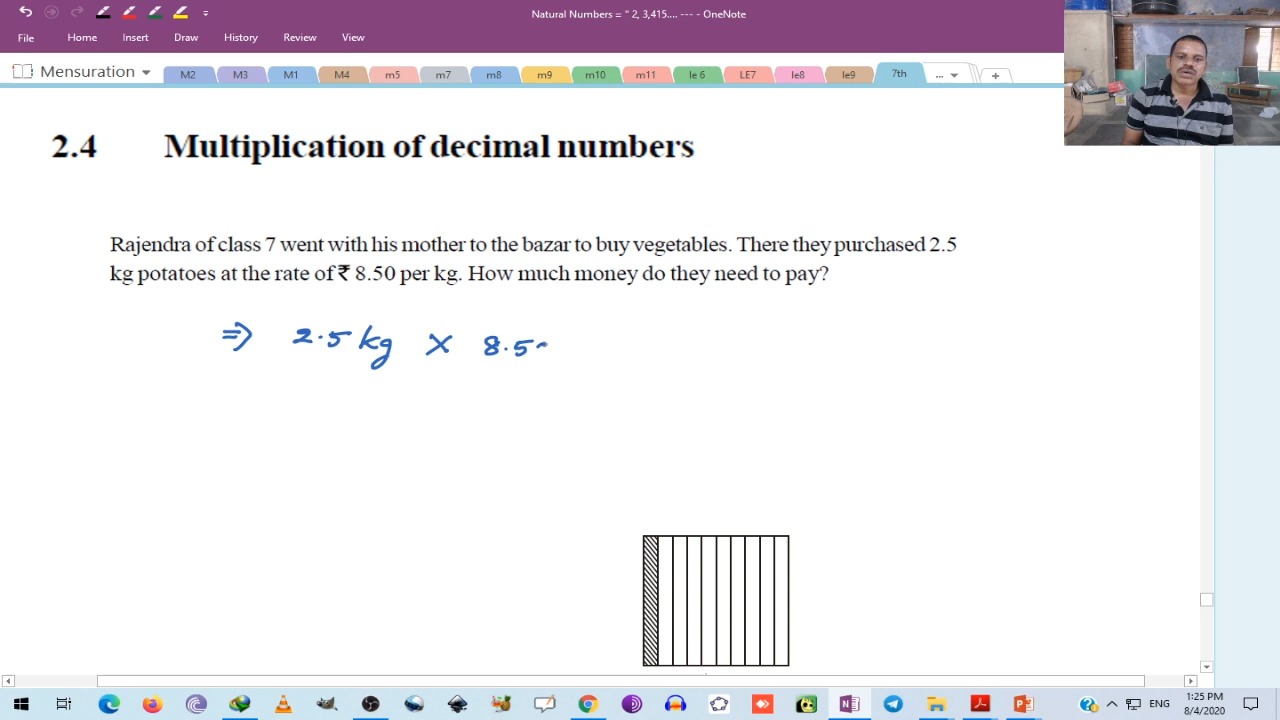 Natural Numbers = " 2, 3,415.... --- - OneNote
File Home Insert Draw History Review View
Mensuration M2 M3 M1 M4 m5 m7 m8 m9 m10 m11 le 6 LE7 le8 le9 7th ... +
2.4 Multiplication of decimal numbers
Rajendra of class 7 went with his mother to the bazar to buy vegetables. There they purchased 2.5
kg potatoes at the rate of ₹ 8.50 per kg. How much money do they need to pay?
⇒ 2.5 kg × 8.5
1:25 PM
ENG
8/4/2020